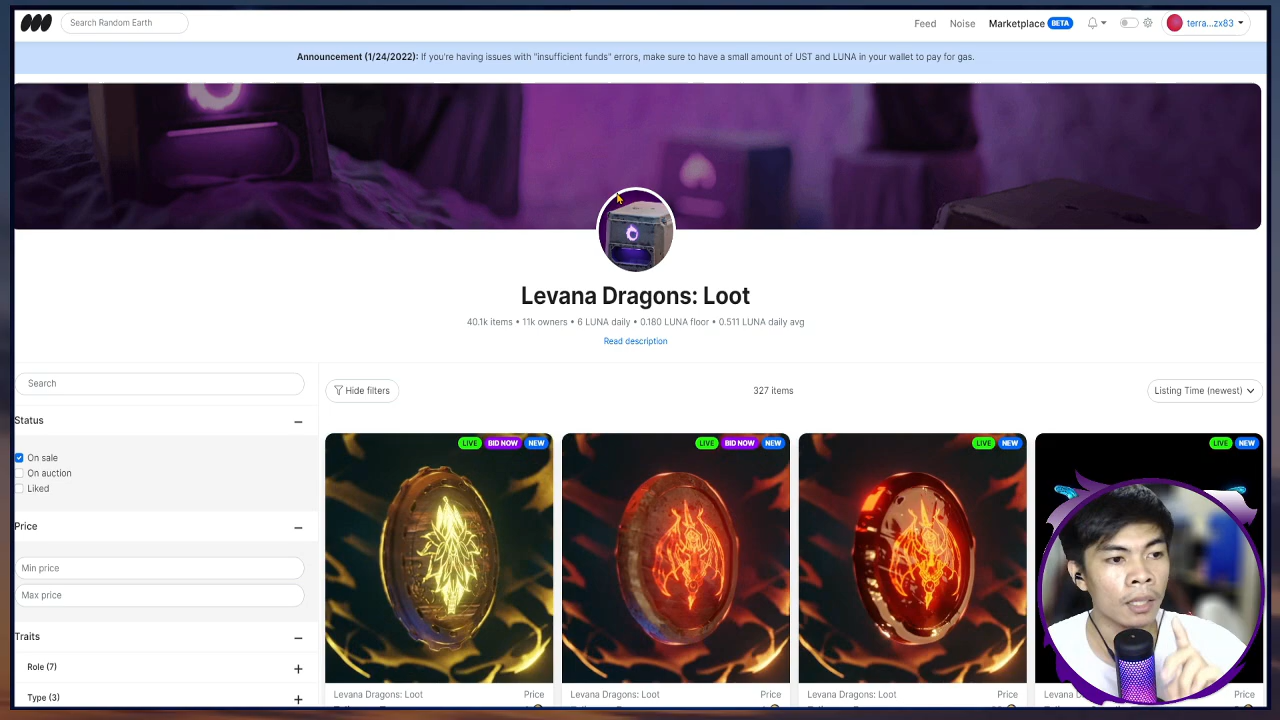 Search Random Earth
Feed
Noise
Marketplace BETA
terra...zx83
Announcement (1/24/2022): If you're having issues with "insufficient funds" errors, make sure to have a small amount of UST and LUNA in your wallet to pay for gas.
Levana Dragons: Loot
40.1k items • 11k owners • 6 LUNA daily • 0.180 LUNA floor • 0.511 LUNA daily avg
Read description
Search
Hide filters
327 items
Listing Time (newest)
Status
On sale
On auction
Liked
Price
Min price
Max price
Traits
Role (7)
Type (3)
LIVE BID NOW NEW
LIVE BID NOW NEW
LIVE NEW
LIVE NEW
Levana Dragons: Loot Price
Levana Dragons: Loot Price
Levana Dragons: Loot Price